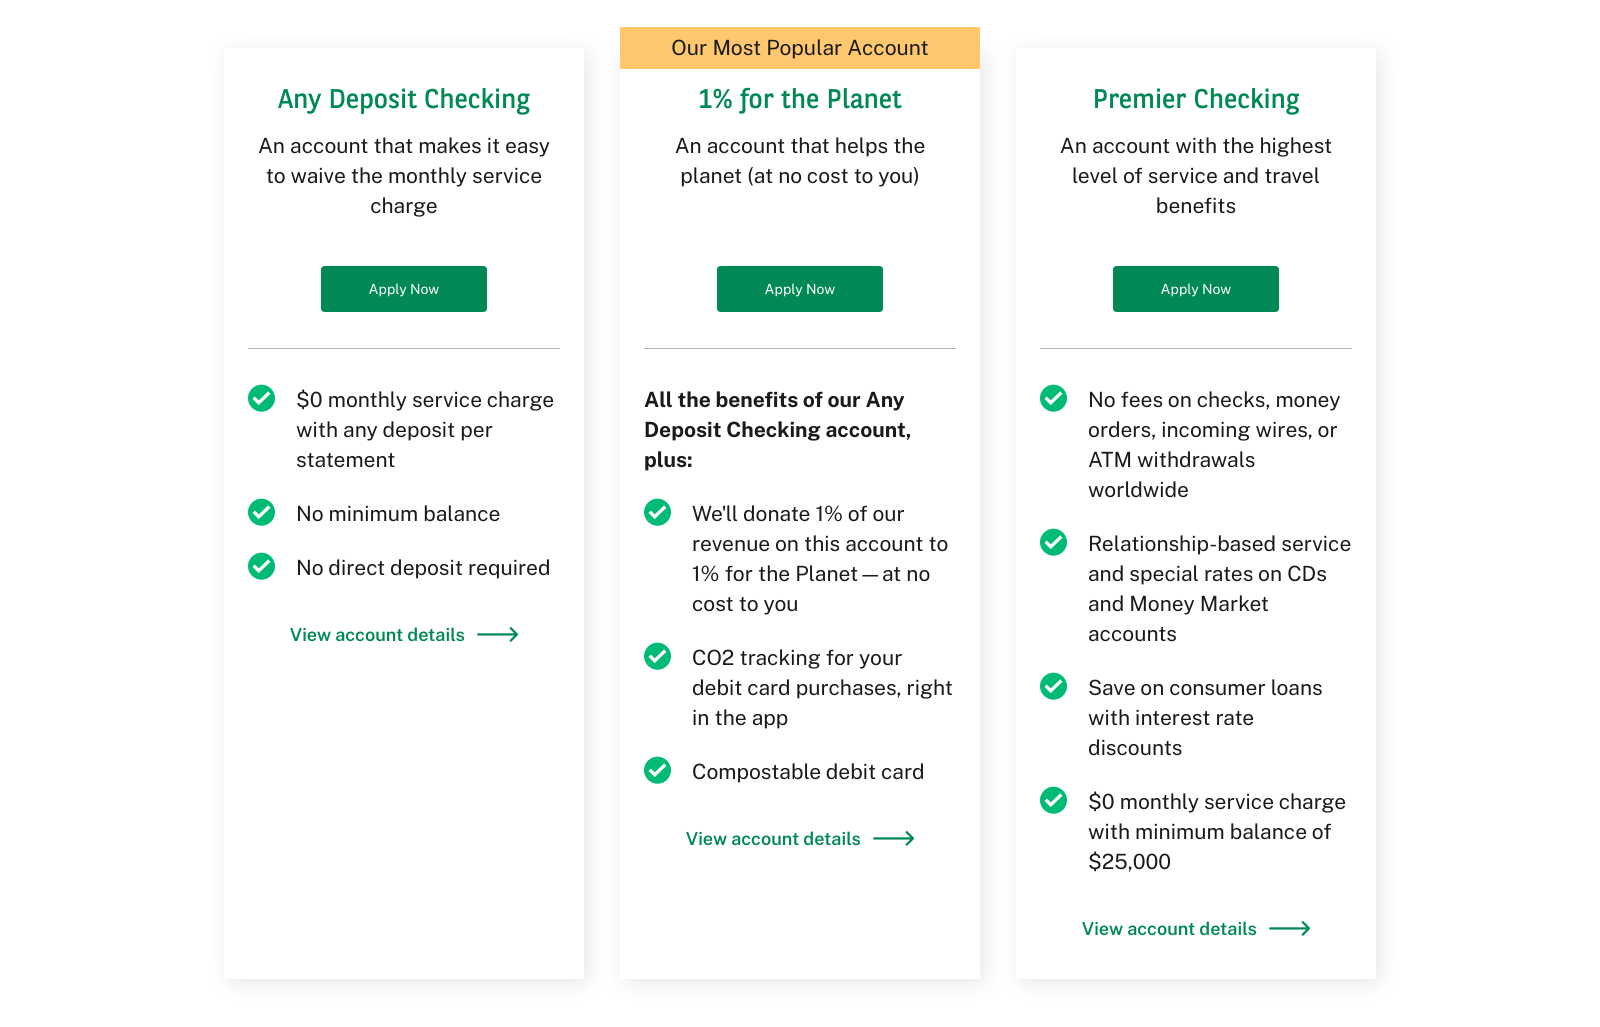 Any Deposit Checking
An account that makes it easy
to waive the monthly service
charge
Apply Now
$0 monthly service charge
with any deposit per
statement
No minimum balance
No direct deposit required
View account details
Our Most Popular Account
1% for the Planet
An account that helps the
planet (at no cost to you)
Apply Now
All the benefits of our Any
Deposit Checking account,
plus:
We'll donate 1% of our
revenue on this account to
1% for the Planet — at no
cost to you
CO2 tracking for your
debit card purchases, right
in the app
Compostable debit card
View account details
Premier Checking
An account with the highest
level of service and travel
benefits
Apply Now
No fees on checks, money
orders, incoming wires, or
ATM withdrawals
worldwide
Relationship-based service
and special rates on CDs
and Money Market
accounts
Save on consumer loans
with interest rate
discounts
$0 monthly service charge
with minimum balance of
$25,000
View account details